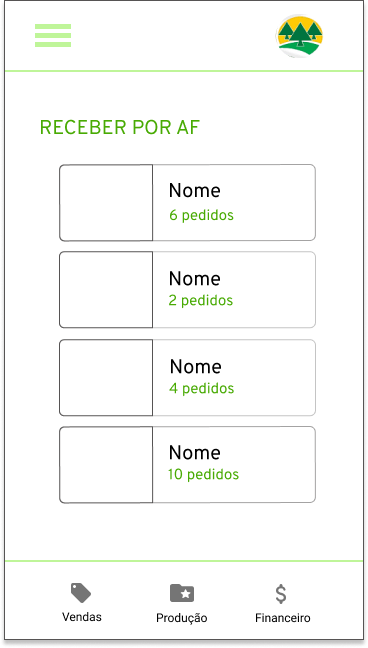 RECEBER POR AF
Nome
6 pedidos
Nome
2 pedidos
Nome
4 pedidos
Nome
10 pedidos
Vendas
Produção
Financeiro